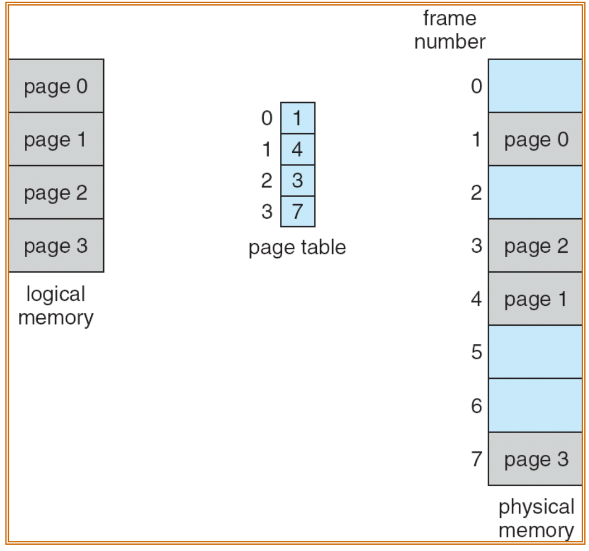 frame
number
page 0
page 1
page 2
page 3
logical
memory
0 1
1 4
2 3
3 7
page table
0
1 page 0
2
3 page 2
4 page 1
5
6
7 page 3
physical
memory